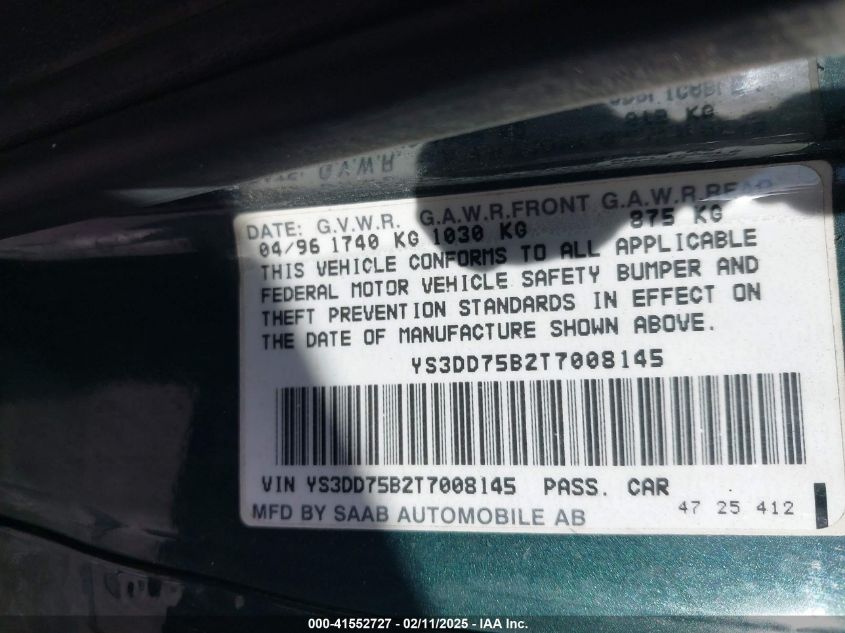 DATE: G.V.W.R. G.A.W.R.FRONT G.A.W.R.REAR
04/96 1740 KG 1030 KG 875 KG
THIS VEHICLE CONFORMS TO ALL APPLICABLE
FEDERAL MOTOR VEHICLE SAFETY BUMPER AND
THEFT PREVENTION STANDARDS IN EFFECT ON
THE DATE OF MANUFACTURE SHOWN ABOVE.
YS3DD75B2T7008145
VIN YS3DD75B2T7008145 PASS. CAR
MFD BY SAAB AUTOMOBILE AB 47 25 412
000-41552727 - 02/11/2025 - IAA Inc.